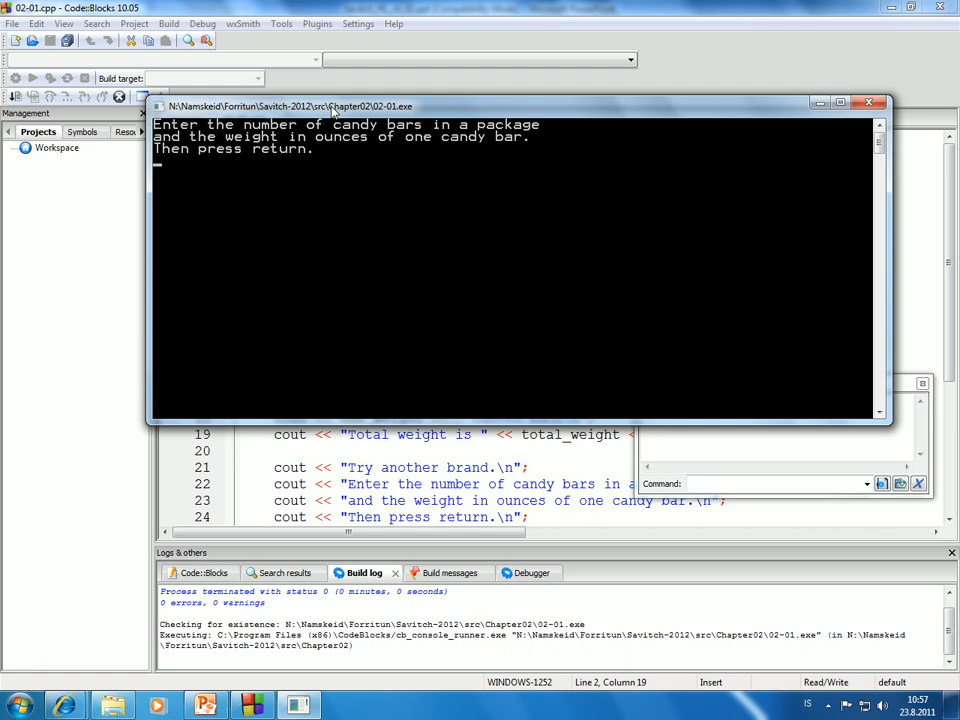 02-01.cpp - Code::Blocks 10.05
File Edit View Search Project Build Debug wxSmith Tools Plugins Settings Help
Build target:
Management
Projects Symbols Resou
Workspace
N:\Namskeid\Forritun\Savitch-2012\src\Chapter02\02-01.exe
Enter the number of candy bars in a package
and the weight in ounces of one candy bar.
Then press return.
19 cout << "Total weight is " << total_weight <
20
21 cout << "Try another brand.\n";
22 cout << "Enter the number of candy bars in a
23 cout << "and the weight in ounces of one candy bar.\n";
24 cout << "Then press return.\n";
Command:
Logs & others
Code::Blocks Search results Build log Build messages Debugger
Process terminated with status 0 (0 minutes, 0 seconds)
0 errors, 0 warnings
Checking for existence: N:\Namskeid\Forritun\Savitch-2012\src\Chapter02\02-01.exe
Executing: C:\Program Files (x86)\CodeBlocks/cb_console_runner.exe "N:\Namskeid\Forritun\Savitch-2012\src\Chapter02\02-01.exe" (in N:\Namskeid
\Forritun\Savitch-2012\src\Chapter02)
WINDOWS-1252 Line 2, Column 19 Insert Read/Write default
IS 10:57
23.8.2011